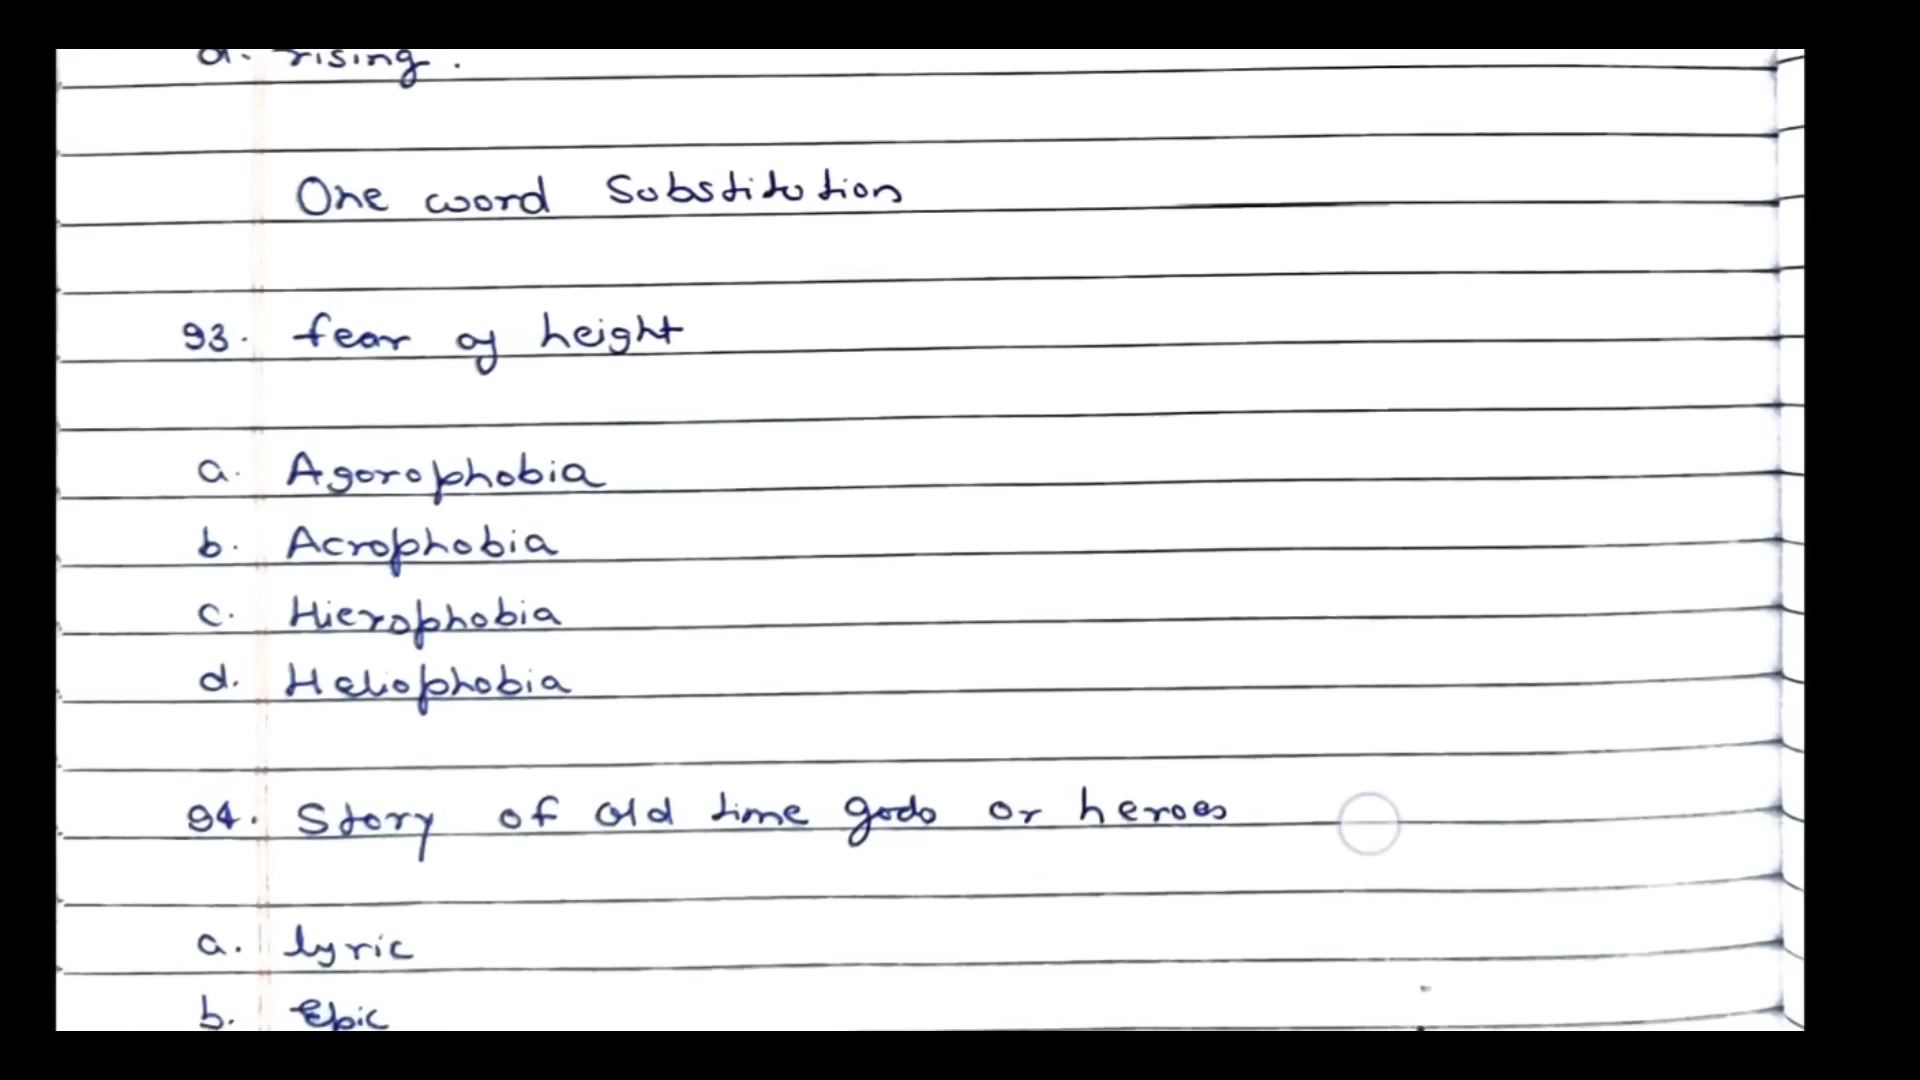 d. rising.
One word Substitution
93. fear of height
a. Agorophobia
b. Acrophobia
c. Hierophobia
d. Heliophobia
94. Story of old time gods or heroes
a. lyric
b. Epic